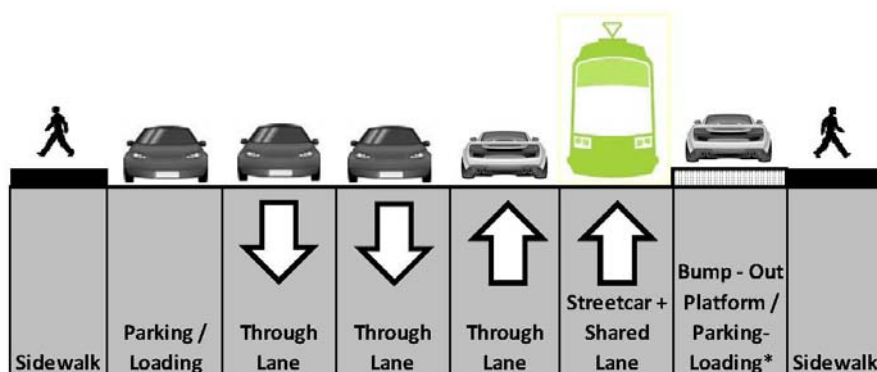 Sidewalk
Parking /
Loading
Through
Lane
Through
Lane
Through
Lane
Streetcar +
Shared
Lane
Bump - Out
Platform /
Parking-
Loading*
Sidewalk